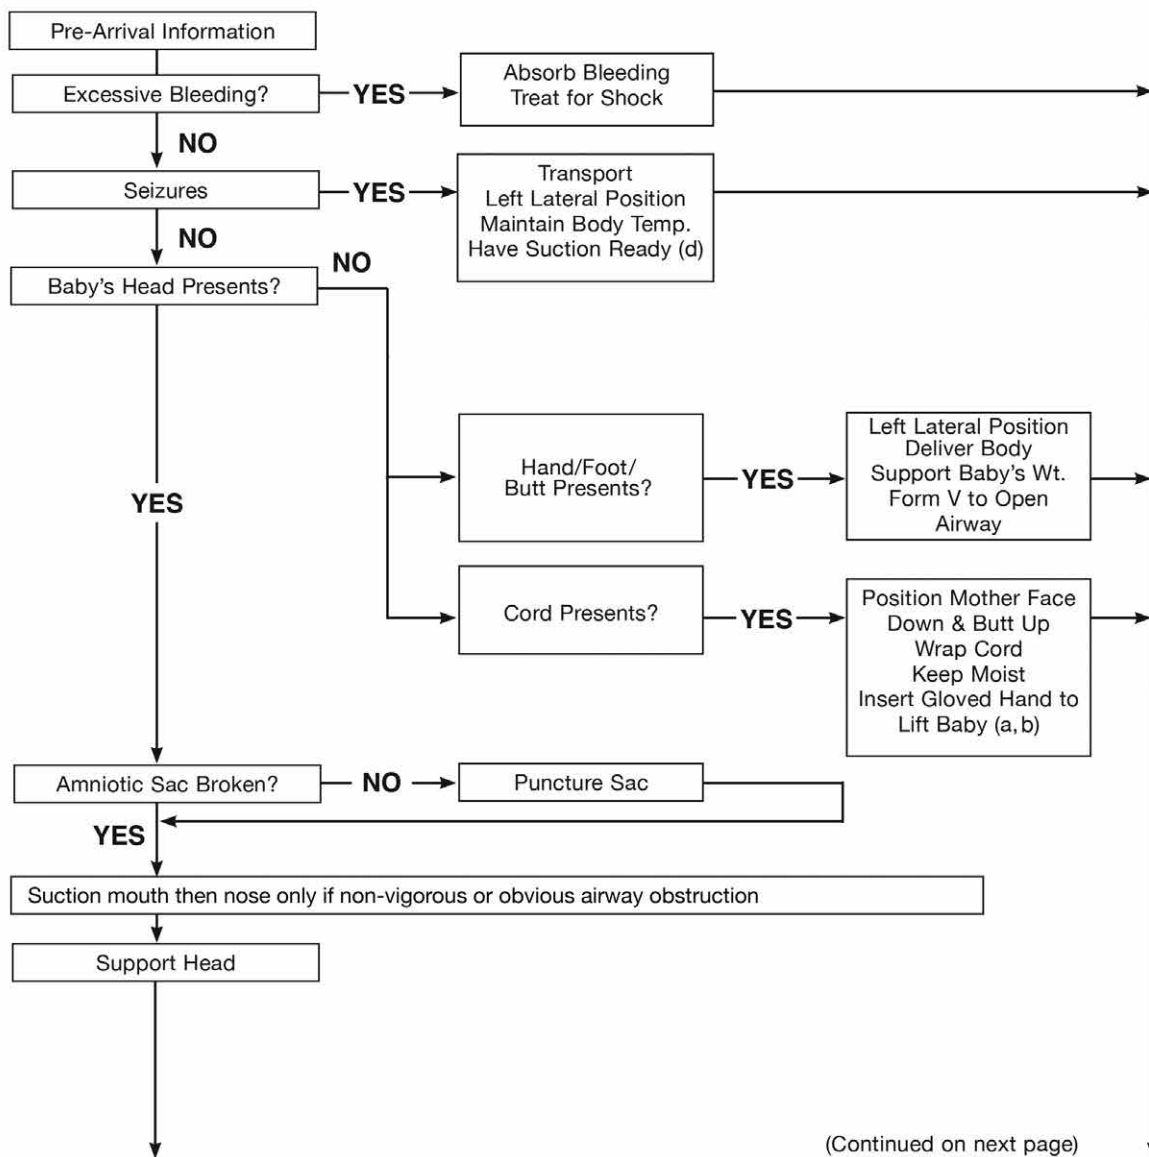 Pre-Arrival Information
Excessive Bleeding?
YES
Absorb Bleeding
Treat for Shock
NO
Seizures
YES
Transport
Left Lateral Position
Maintain Body Temp.
Have Suction Ready (d)
NO
Baby's Head Presents?
NO
Hand/Foot/
Butt Presents?
YES
Left Lateral Position
Deliver Body
Support Baby's Wt.
Form V to Open
Airway
YES
Cord Presents?
YES
Position Mother Face
Down & Butt Up
Wrap Cord
Keep Moist
Insert Gloved Hand to
Lift Baby (a, b)
Amniotic Sac Broken?
NO
Puncture Sac
YES
Suction mouth then nose only if non-vigorous or obvious airway obstruction
Support Head
(Continued on next page)